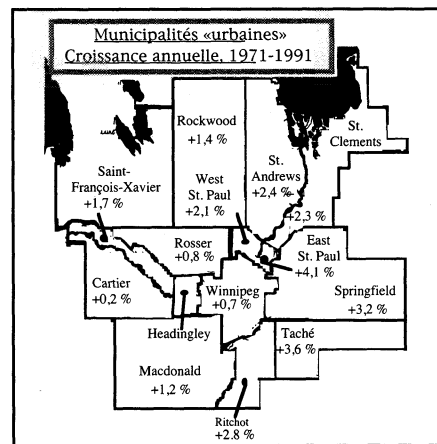 Municipalités «urbaines»
Croissance annuelle, 1971-1991
Rockwood
+1,4 %
St.
Clements
+2,3 %
St.
Andrews
+2,4 %
Saint-
François-Xavier
+1,7 %
West
St. Paul
+2,1 %
Rosser
+0,8 %
East
St. Paul
+4,1 %
Cartier
+0,2 %
Winnipeg
+0,7 %
Springfield
+3,2 %
Headingley
Taché
+3,6 %
Macdonald
+1,2 %
Ritchot
+2.8 %